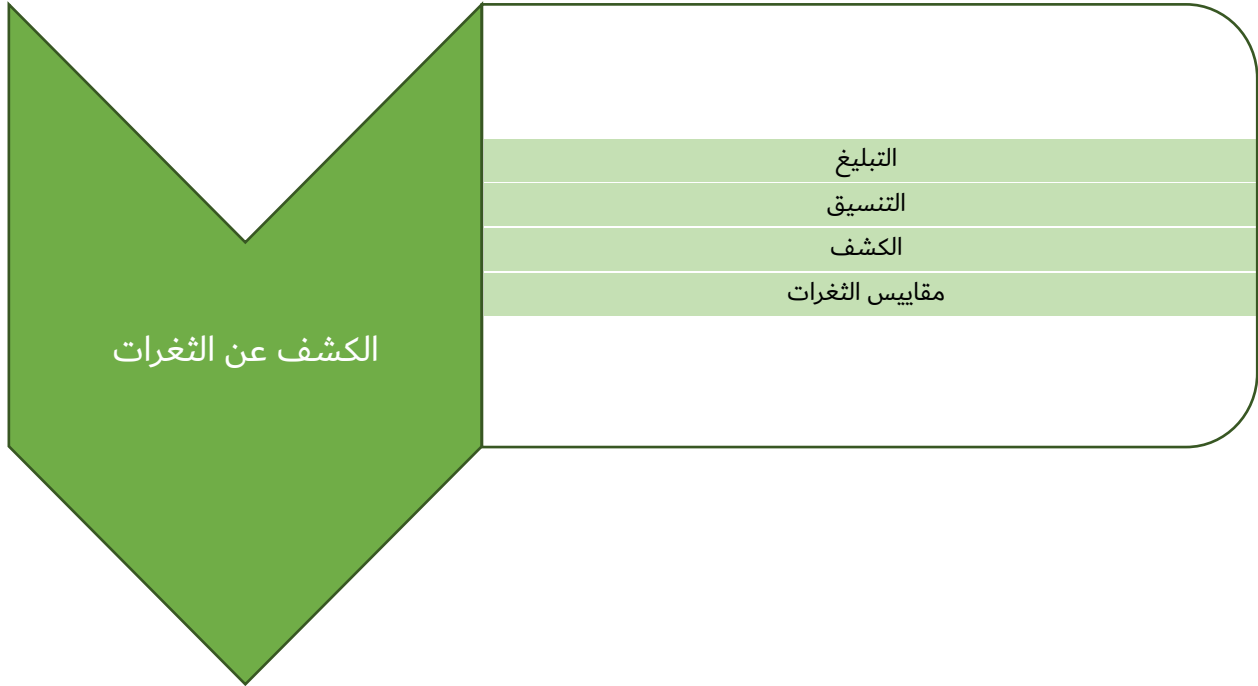 الكشف عن الثغرات
التبليغ
التنسيق
الكشف
مقاييس الثغرات